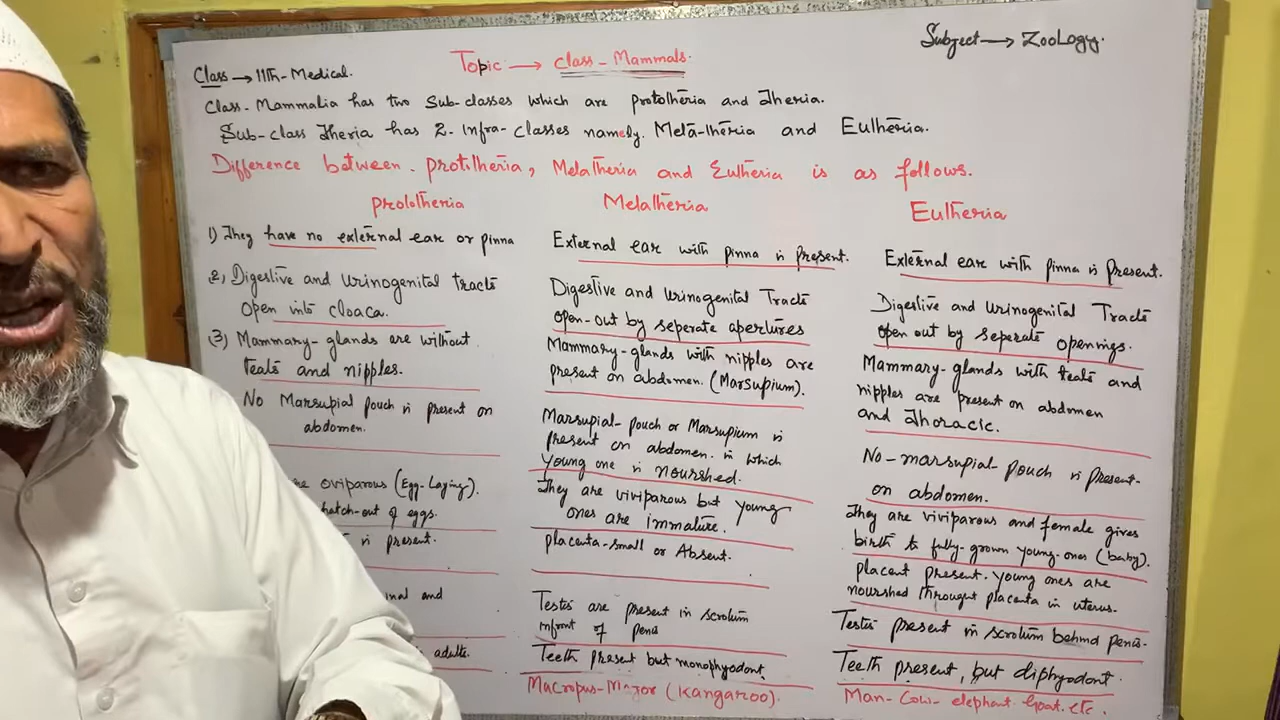 Subject → Zoology.
Class → 11th-Medical.
Topic → Class - Mammals.
Class-Mammalia has two Sub-classes which are prototheria and Theria.
Sub-class Theria has 2-Infra-Classes namely. Meta-theria and Eutheria.
Difference between. protitheria, Metatheria and Eutheria is as follows.
prototheria
1) They have no external ear or pinna
2) Digestive and Urinogenital tracts
open into cloaca.
(3) Mammary-glands are without
teats and nipples.
No Marsupial pouch is present on
abdomen.
are oviparous (Egg-Laying).
hatch-out of eggs.
is present.
and
adults.
Metatheria
External ear with pinna is present.
Digestive and Urinogenital Tracts
open-out by seperate apertures
Mammary-glands with nipples are
present on abdomen. (Marsupium).
Marsupial-pouch or Marsupium is
present on abdomen. in which
young one is nourshed.
They are viviparous but young
ones are immature.
placenta-small or Absent.
Testis are present in scrotum
infront of penis
Teeth present but monophyodont
Macropus-Major (Kangaroo).
Eutheria
External ear with pinna is Present.
Digestive and Urinogenital Tracts
open out by seperate openings.
Mammary-glands with teats and
nipples are present on abdomen
and Thoracic.
No-marsupial-pouch is present-
on abdomen.
They are viviparous and female gives
birth to fully-grown young-ones (baby).
placent present. young ones are
nourshed throught placenta in uterus.
Testis present in scrotum behind penis-
Teeth present, but diphyodont.
Man-Cow-elephant Goat.etc.